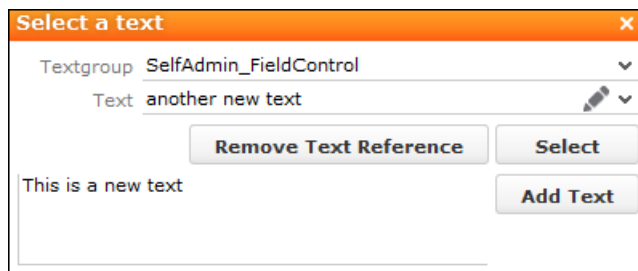 Select a text
Textgroup SelfAdmin_FieldControl
Text another new text
Remove Text Reference Select
This is a new text
Add Text